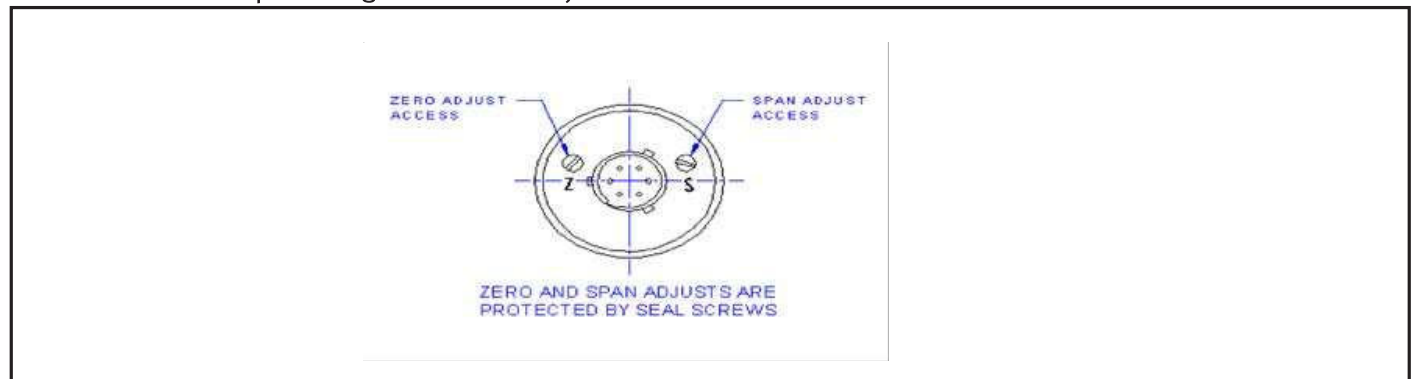 ZERO ADJUST
ACCESS
SPAN ADJUST
ACCESS
Z
S
ZERO AND SPAN ADJUSTS ARE
PROTECTED BY SEAL SCREWS